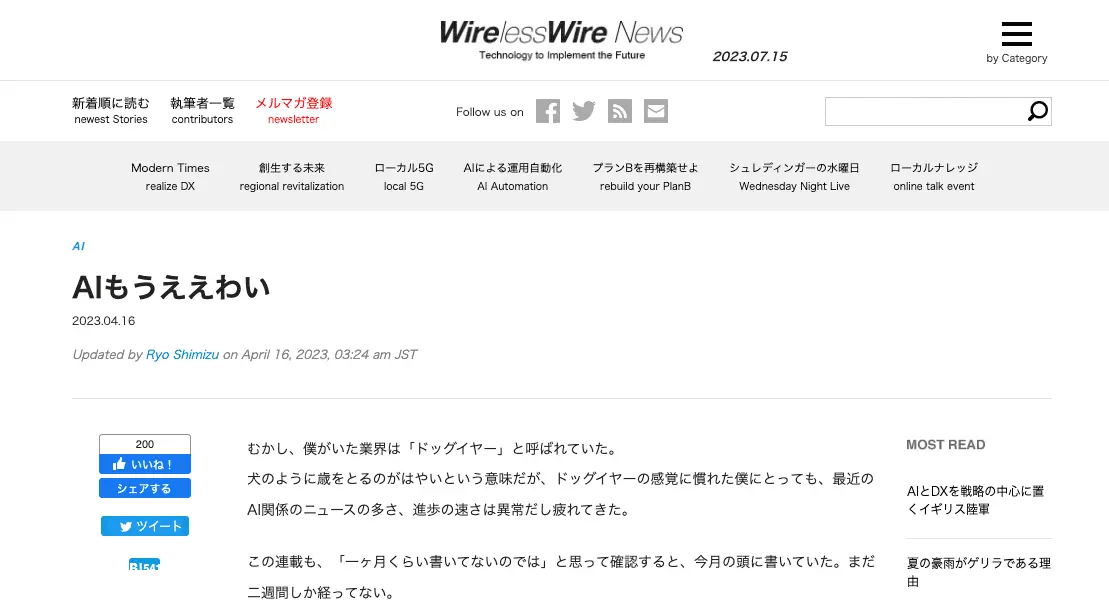 WirelessWire News
Technology to Implement the Future
2023.07.15
by Category
新着順に読む 執筆者一覧 メルマガ登録
newest Stories contributors newsletter
Follow us on
Modern Times 創生する未来 ローカル5G AIによる運用自動化 プランBを再構築せよ シュレディンガーの水曜日 ローカルナレッジ
realize DX regional revitalization local 5G AI Automation rebuild your PlanB Wednesday Night Live online talk event
AI
AIもうええわい
2023.04.16
Updated by Ryo Shimizu on April 16, 2023, 03:24 am JST
200
いいね！
シェアする
ツイート
B!541
むかし、僕がいた業界は「ドッグイヤー」と呼ばれていた。
犬のように歳をとるのがはやいという意味だが、ドッグイヤーの感覚に慣れた僕にとっても、最近の
AI関係のニュースの多さ、進歩の速さは異常だし疲れてきた。
この連載も、「一ヶ月くらい書いてないのでは」と思って確認すると、今月の頭に書いていた。まだ
二週間しか経ってない。
MOST READ
AIとDXを戦略の中心に置
くイギリス陸軍
夏の豪雨がゲリラである理
由